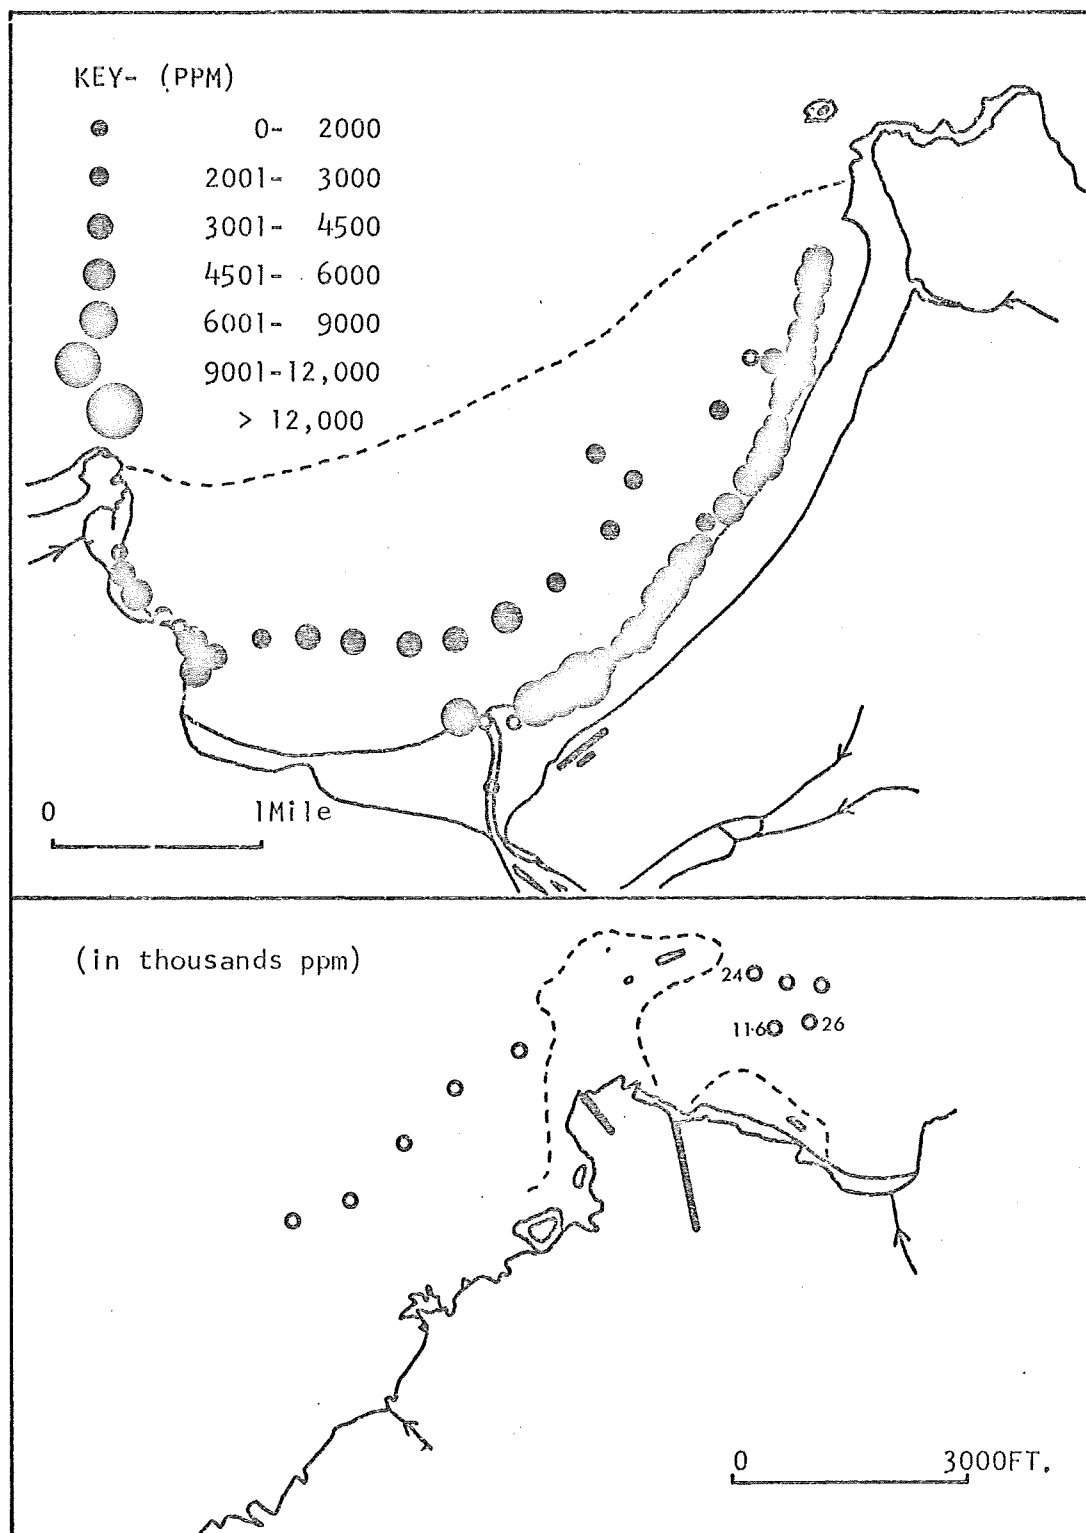 KEY- (PPM)
0- 2000
2001- 3000
3001- 4500
4501- 6000
6001- 9000
9001-12,000
> 12,000
0 1Mile
(in thousands ppm)
24
11·6 26
0 3000FT.